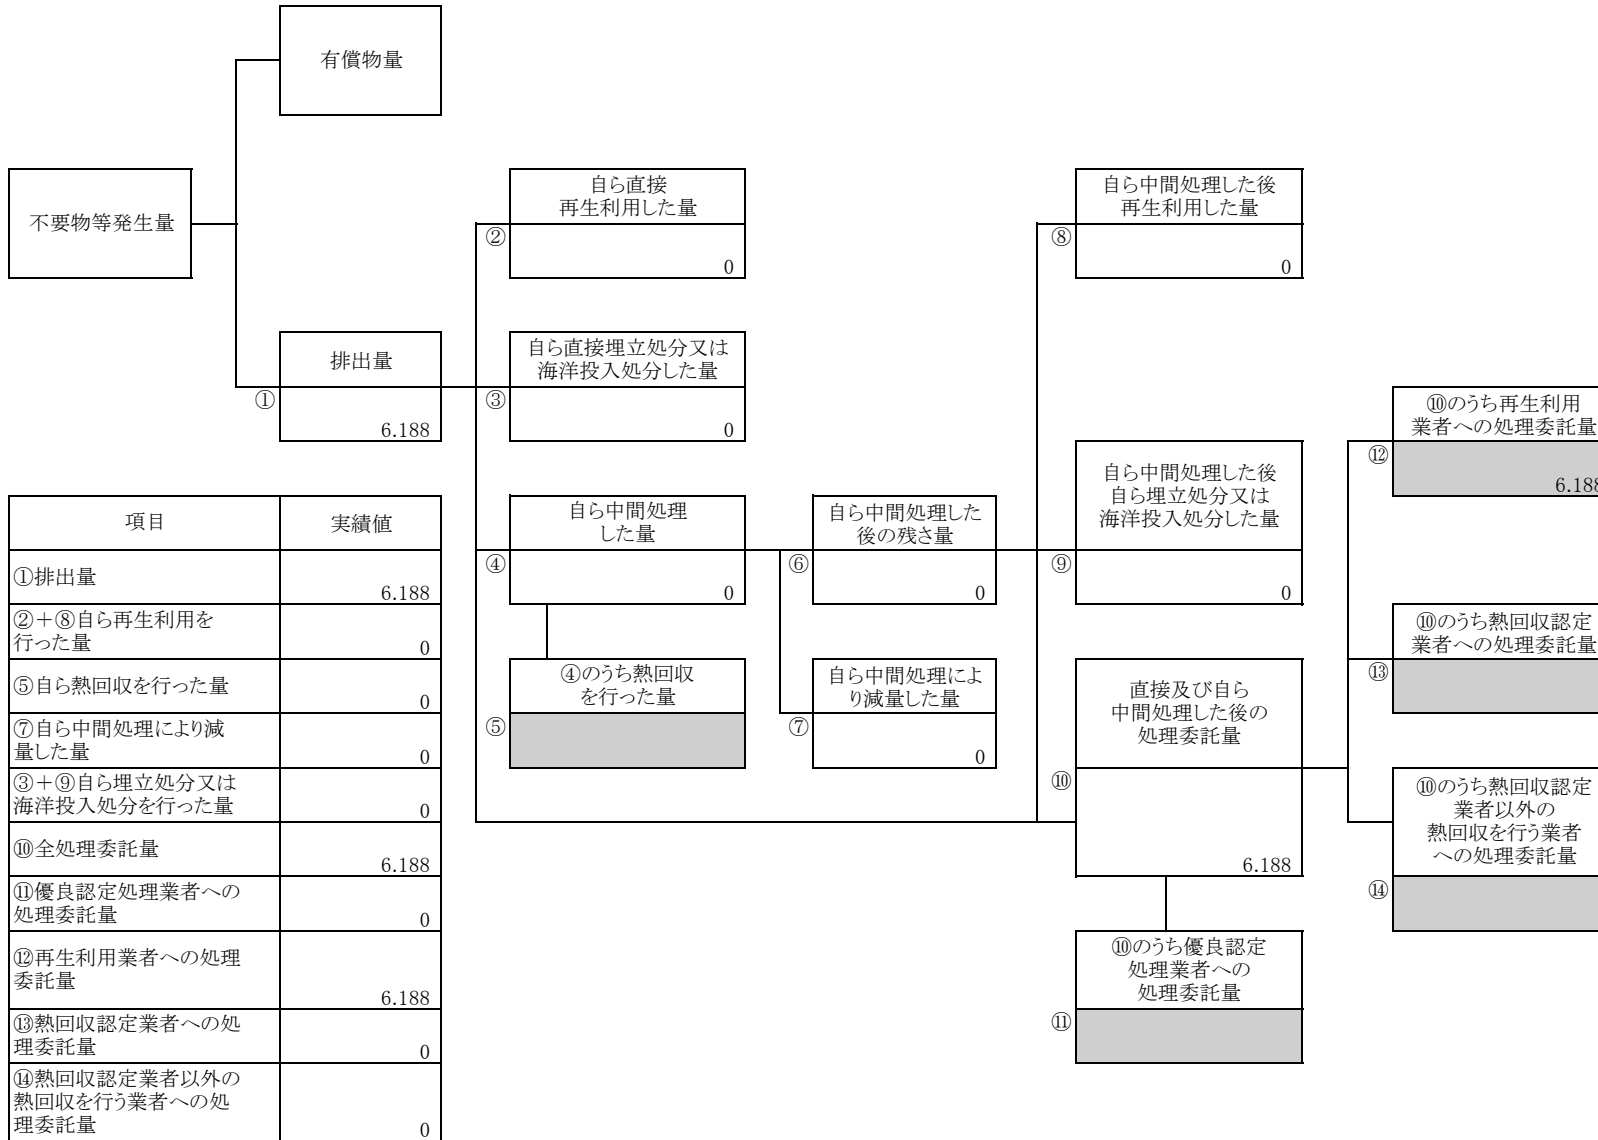 有償物量
不要物等発生量
自ら直接
再生利用した量
②
0
自ら中間処理した後
再生利用した量
⑧
0
排出量
①
6.188
自ら直接埋立処分又は
海洋投入処分した量
③
0
⑩のうち再生利用
業者への処理委託量
⑫
6.188
自ら中間処理
した量
④
0
自ら中間処理した
後の残さ量
⑥
0
自ら中間処理した後
自ら埋立処分又は
海洋投入処分した量
⑨
0
⑩のうち熱回収認定
業者への処理委託量
⑬
④のうち熱回収
を行った量
⑤
自ら中間処理によ
り減量した量
⑦
0
直接及び自ら
中間処理した後の
処理委託量
⑩
6.188
⑩のうち熱回収認定
業者以外の
熱回収を行う業者
への処理委託量
⑭
⑩のうち優良認定
処理業者への
処理委託量
⑪
項目 実績値
①排出量
6.188
②+⑧自ら再生利用を
行った量
0
⑤自ら熱回収を行った量
0
⑦自ら中間処理により減
量した量
0
③+⑨自ら埋立処分又は
海洋投入処分を行った量
0
⑩全処理委託量
6.188
⑪優良認定処理業者への
処理委託量
0
⑫再生利用業者への処理
委託量
6.188
⑬熱回収認定業者への処
理委託量
0
⑭熱回収認定業者以外の
熱回収を行う業者への処
理委託量
0